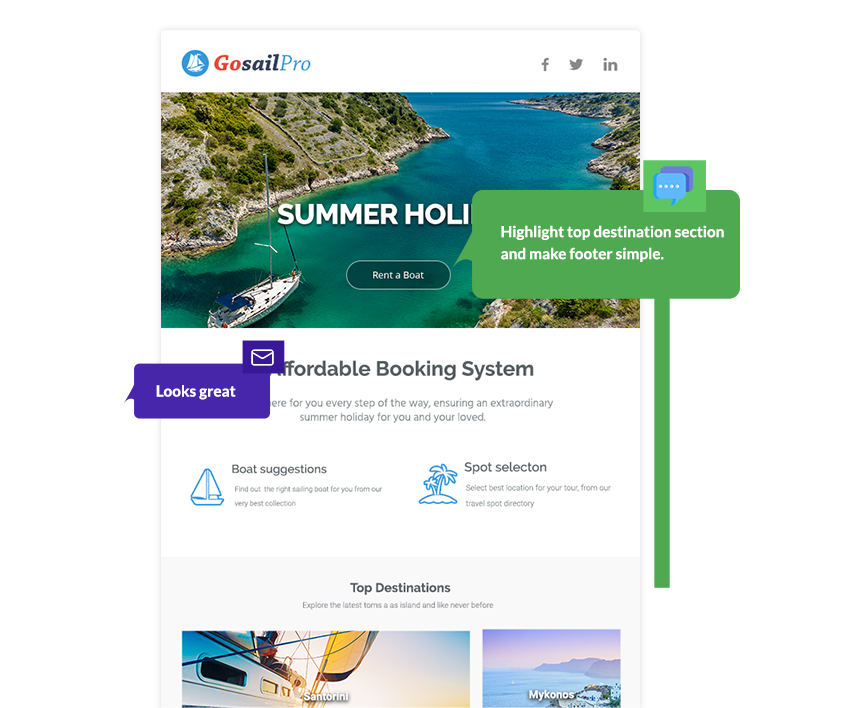 GosailPro
SUMMER HOLI
Highlight top destination section
and make footer simple.
Rent a Boat
ffordable Booking System
Looks great
ere for you every step of the way, ensuring an extraordinary
summer holiday for you and your loved.
Boat suggestions
Find out the right sailing boat for you from our
very best collection
Spot selecton
Select best location for your tour, from our
travel spot directory
Top Destinations
Explore the latest torns a as island and like never before
Santorini
Mykonos